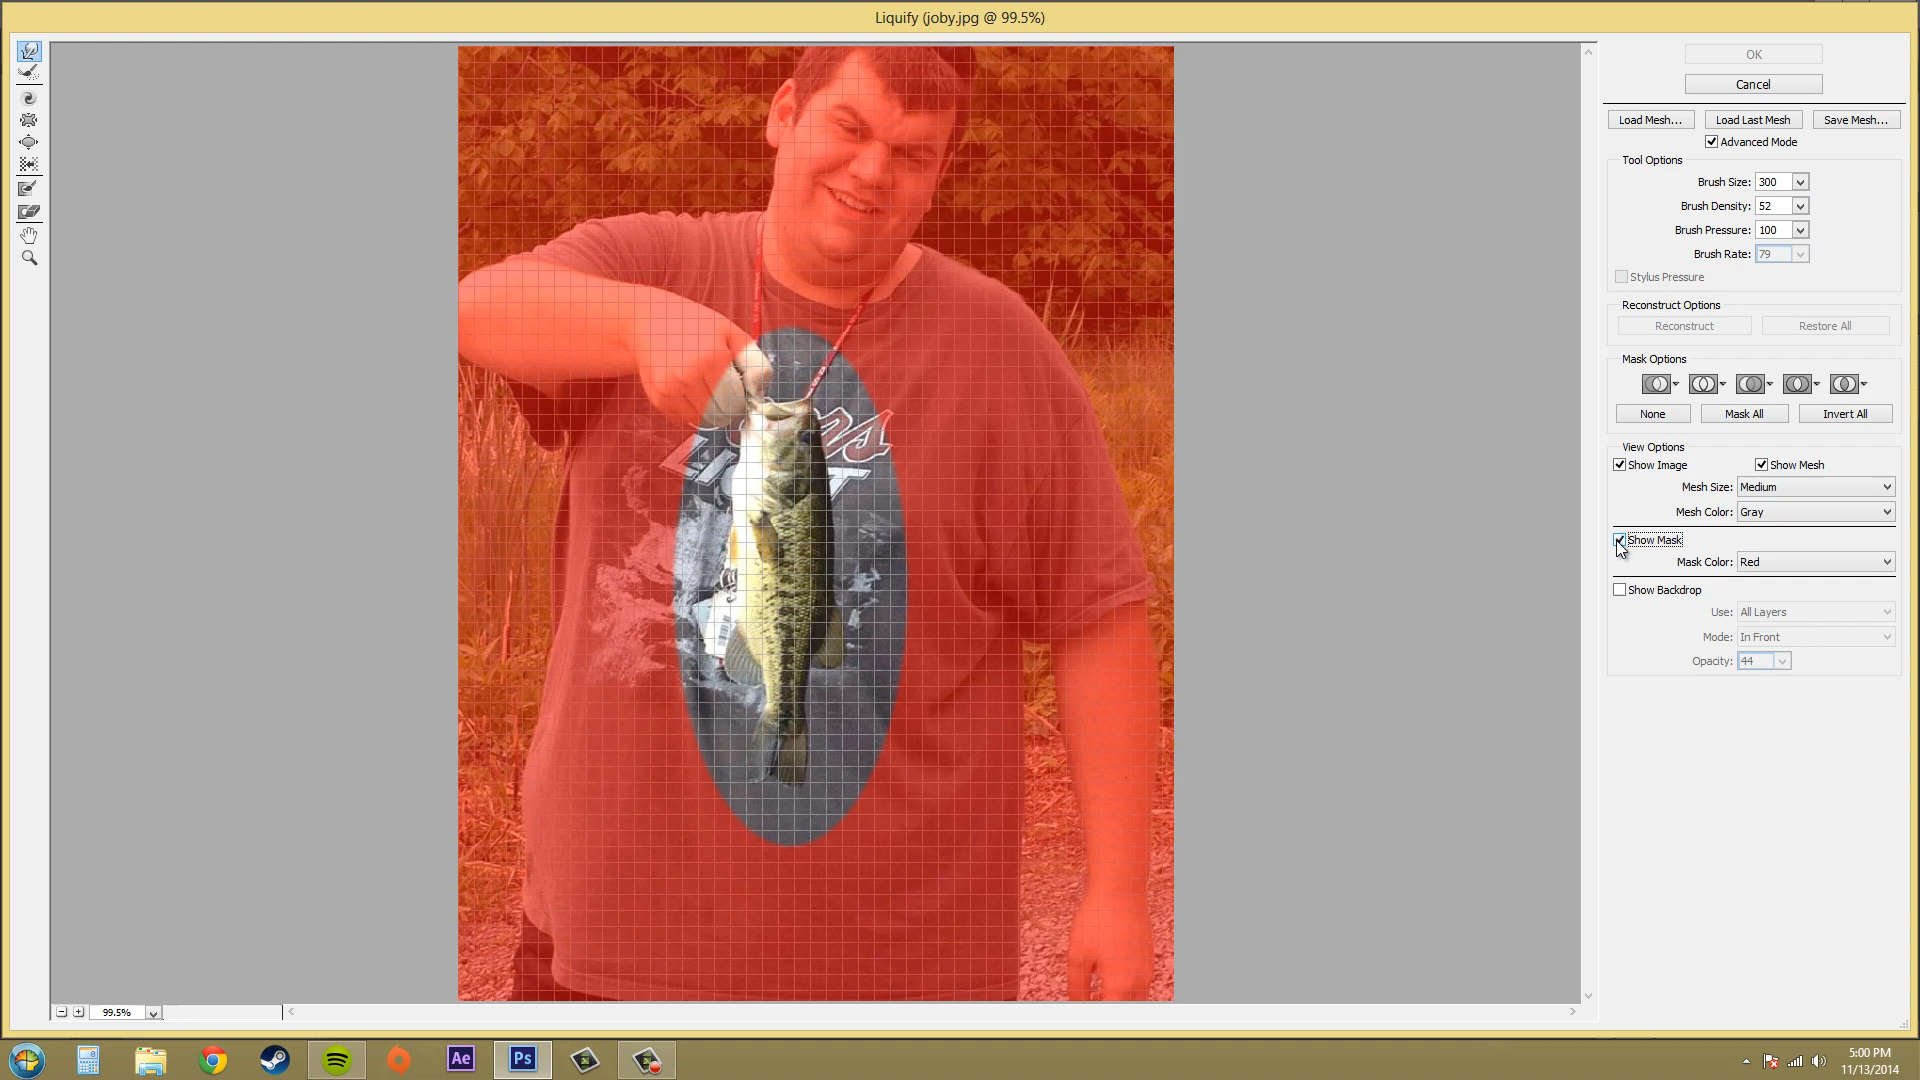 Liquify (joby.jpg @ 99.5%)
OK
Cancel
Load Mesh... Load Last Mesh Save Mesh...
Advanced Mode
Tool Options
Brush Size: 300
Brush Density: 52
Brush Pressure: 100
Brush Rate: 79
Stylus Pressure
Reconstruct Options
Reconstruct Restore All
Mask Options
None Mask All Invert All
View Options
Show Image Show Mesh
Mesh Size: Medium
Mesh Color: Gray
Show Mask
Mask Color: Red
Show Backdrop
Use: All Layers
Mode: In Front
Opacity: 44
99.5%
Ae Ps
5:00 PM
11/13/2014